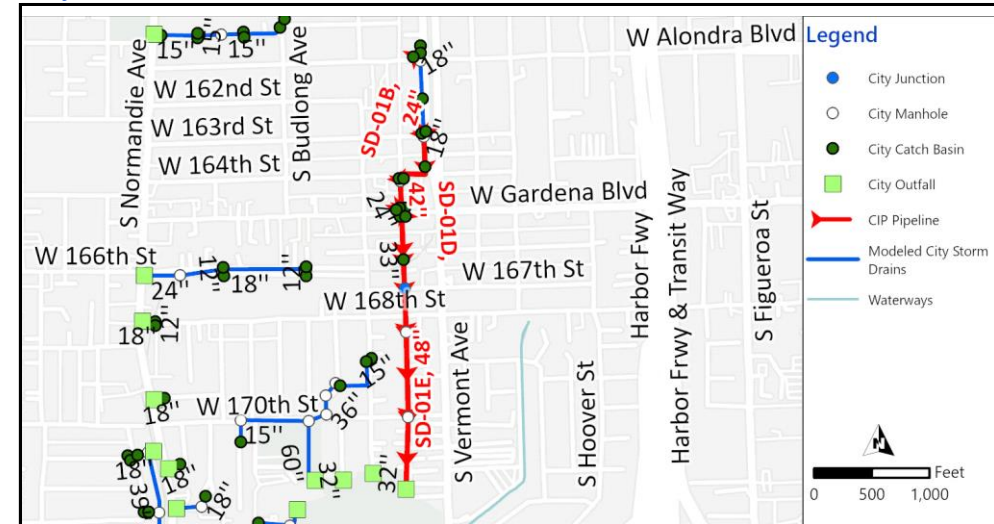 W Alondra Blvd
Legend
S Normandie Ave
15''
15''
15''
S Budlong Ave
18''
W 162nd St
SD-01B,
24''
W 163rd St
W 164th St
18''
42''
SD-01D,
24''
W Gardena Blvd
33''
W 166th St
24''
12''
18''
12''
W 167th St
W 168th St
18''
12''
Harbor Fwy
Harbor Frwy & Transit Way
S Figueroa St
15''
36''
SD-01E, 48''
S Vermont Ave
S Hoover St
18''
W 170th St
15''
60''
32''
32''
18''
18''
36''
18''
City Junction
City Manhole
City Catch Basin
City Outfall
CIP Pipeline
Modeled City Storm
Drains
Waterways
N
Feet
0 500 1,000